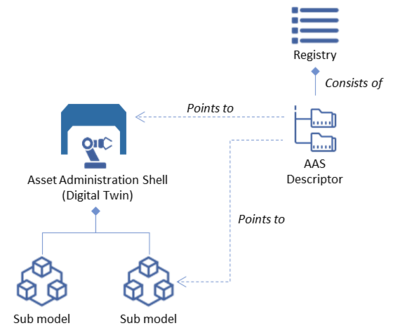 Registry
Consists of
Points to
AAS
Descriptor
Asset Administration Shell
(Digital Twin)
Points to
Sub model
Sub model